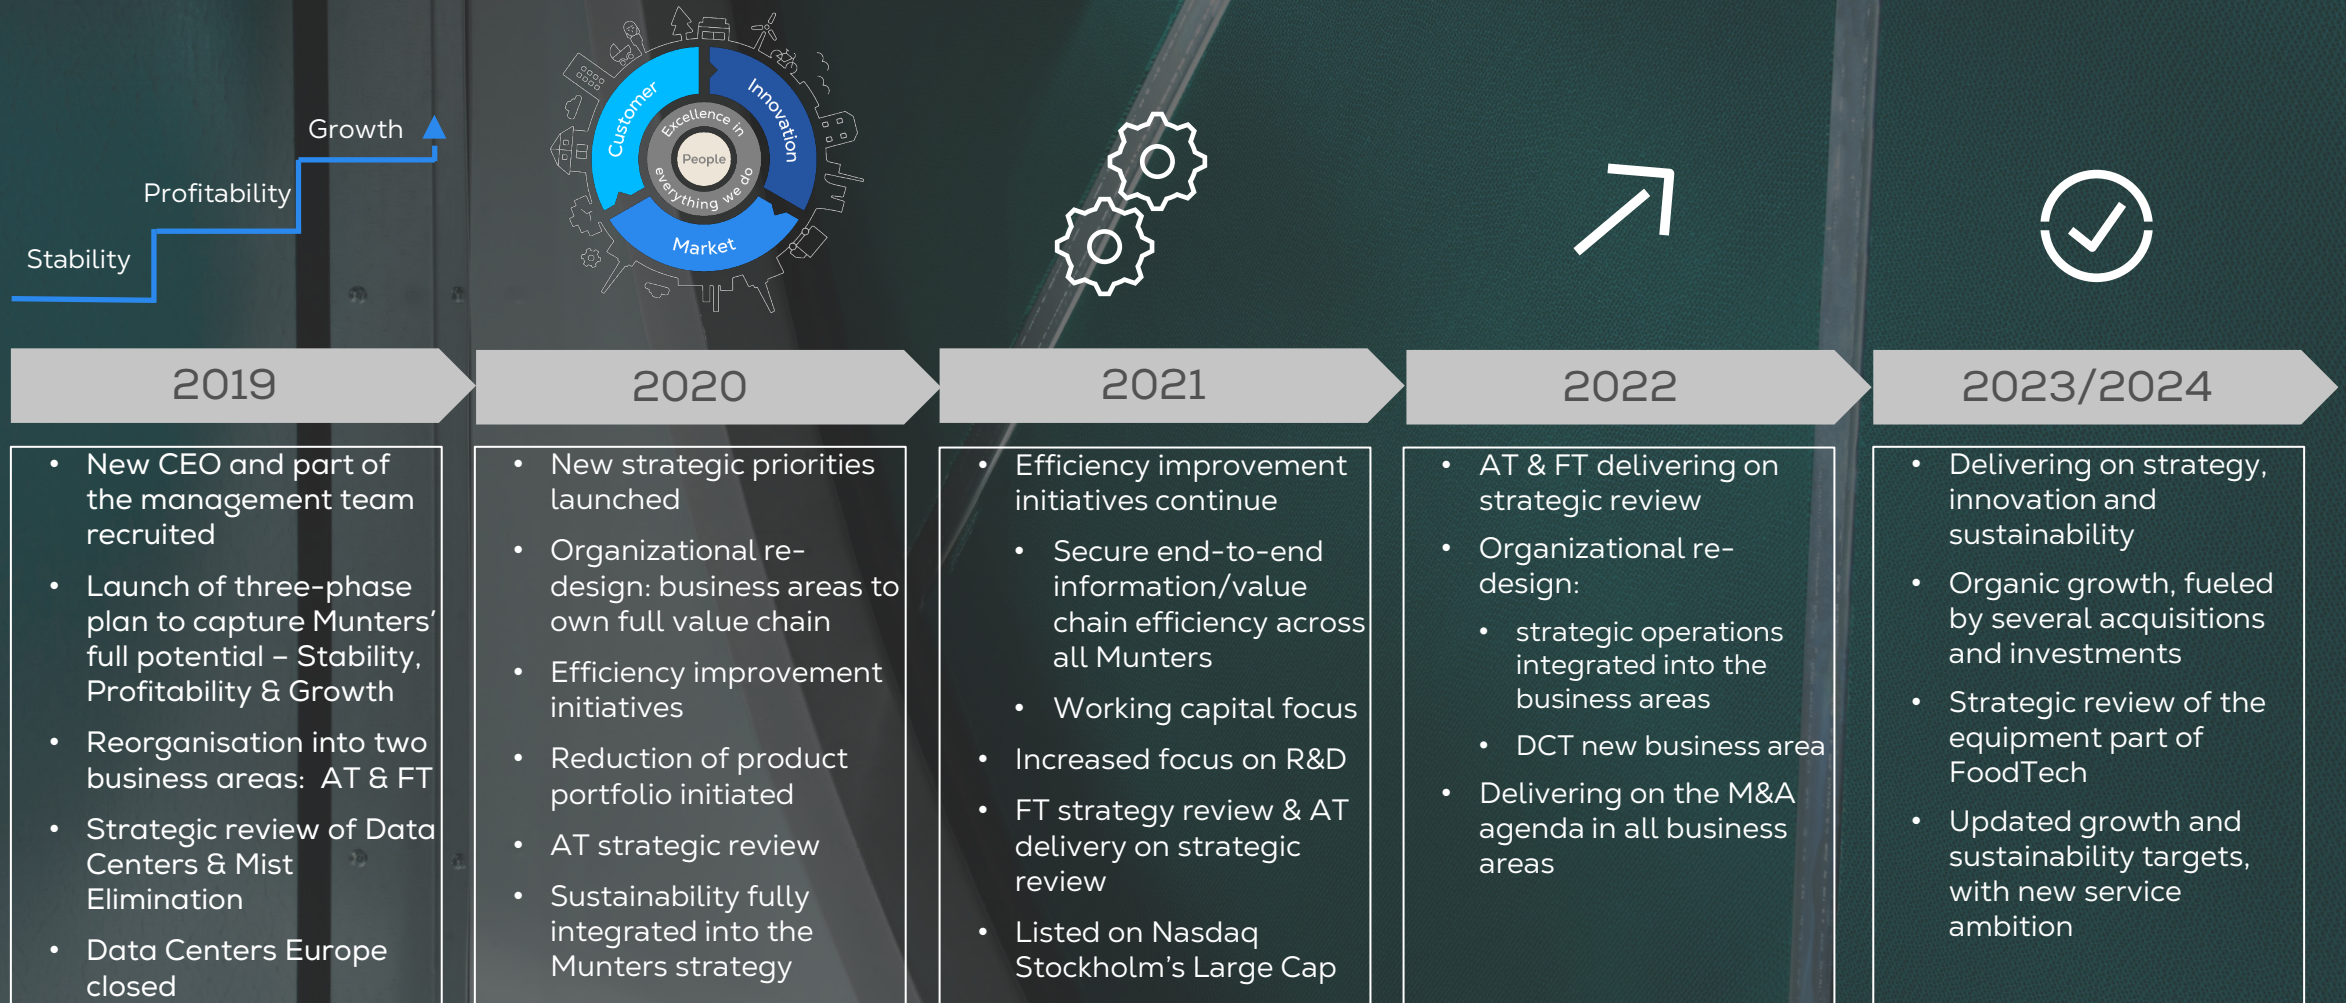 Growth
Profitability
Stability
Customer
Innovation
Market
Excellence in
everything we do
People
2019
2020
2021
2022
2023/2024
• New CEO and part of
the management team
recruited
• Launch of three-phase
plan to capture Munters’
full potential – Stability,
Profitability & Growth
• Reorganisation into two
business areas: AT & FT
• Strategic review of Data
Centers & Mist
Elimination
• Data Centers Europe
closed
• New strategic priorities
launched
• Organizational re-
design: business areas to
own full value chain
• Efficiency improvement
initiatives
• Reduction of product
portfolio initiated
• AT strategic review
• Sustainability fully
integrated into the
Munters strategy
• Efficiency improvement
initiatives continue
• Secure end-to-end
information/value
chain efficiency across
all Munters
• Working capital focus
• Increased focus on R&D
• FT strategy review & AT
delivery on strategic
review
• Listed on Nasdaq
Stockholm’s Large Cap
• AT & FT delivering on
strategic review
• Organizational re-
design:
• strategic operations
integrated into the
business areas
• DCT new business area
• Delivering on the M&A
agenda in all business
areas
• Delivering on strategy,
innovation and
sustainability
• Organic growth, fueled
by several acquisitions
and investments
• Strategic review of the
equipment part of
FoodTech
• Updated growth and
sustainability targets,
with new service
ambition